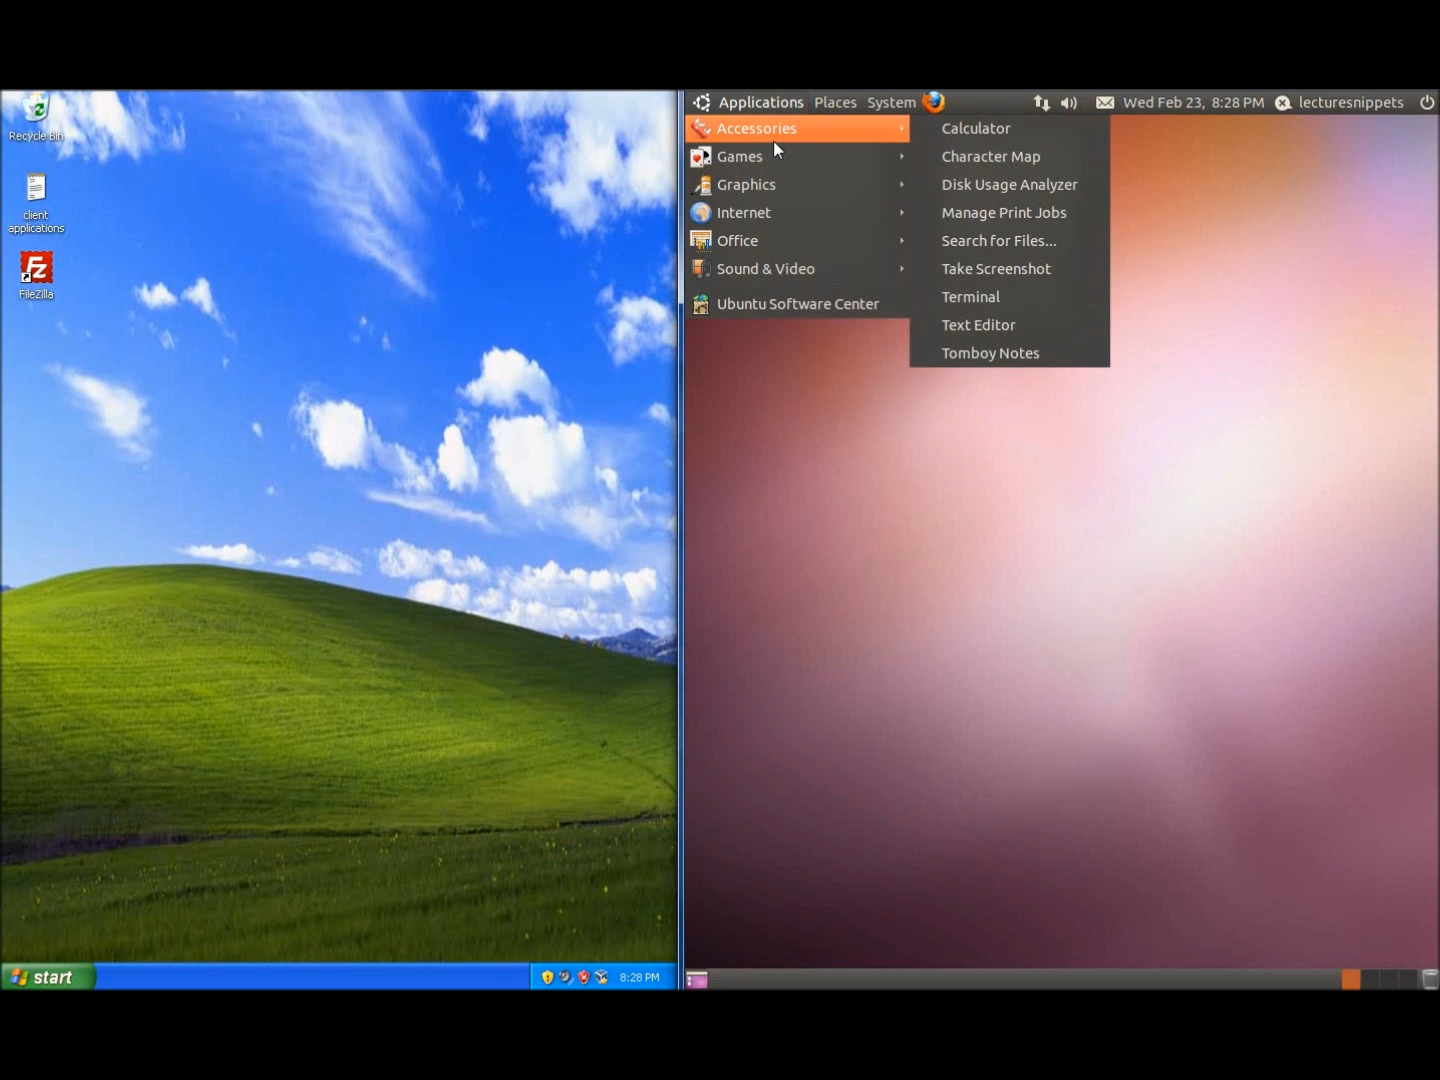 Recycle Bin
client
applications
FileZilla
start
8:28 PM
Applications Places System
Wed Feb 23, 8:28 PM
lecturesnippets
Accessories
Games
Graphics
Internet
Office
Sound & Video
Ubuntu Software Center
Calculator
Character Map
Disk Usage Analyzer
Manage Print Jobs
Search for Files...
Take Screenshot
Terminal
Text Editor
Tomboy Notes